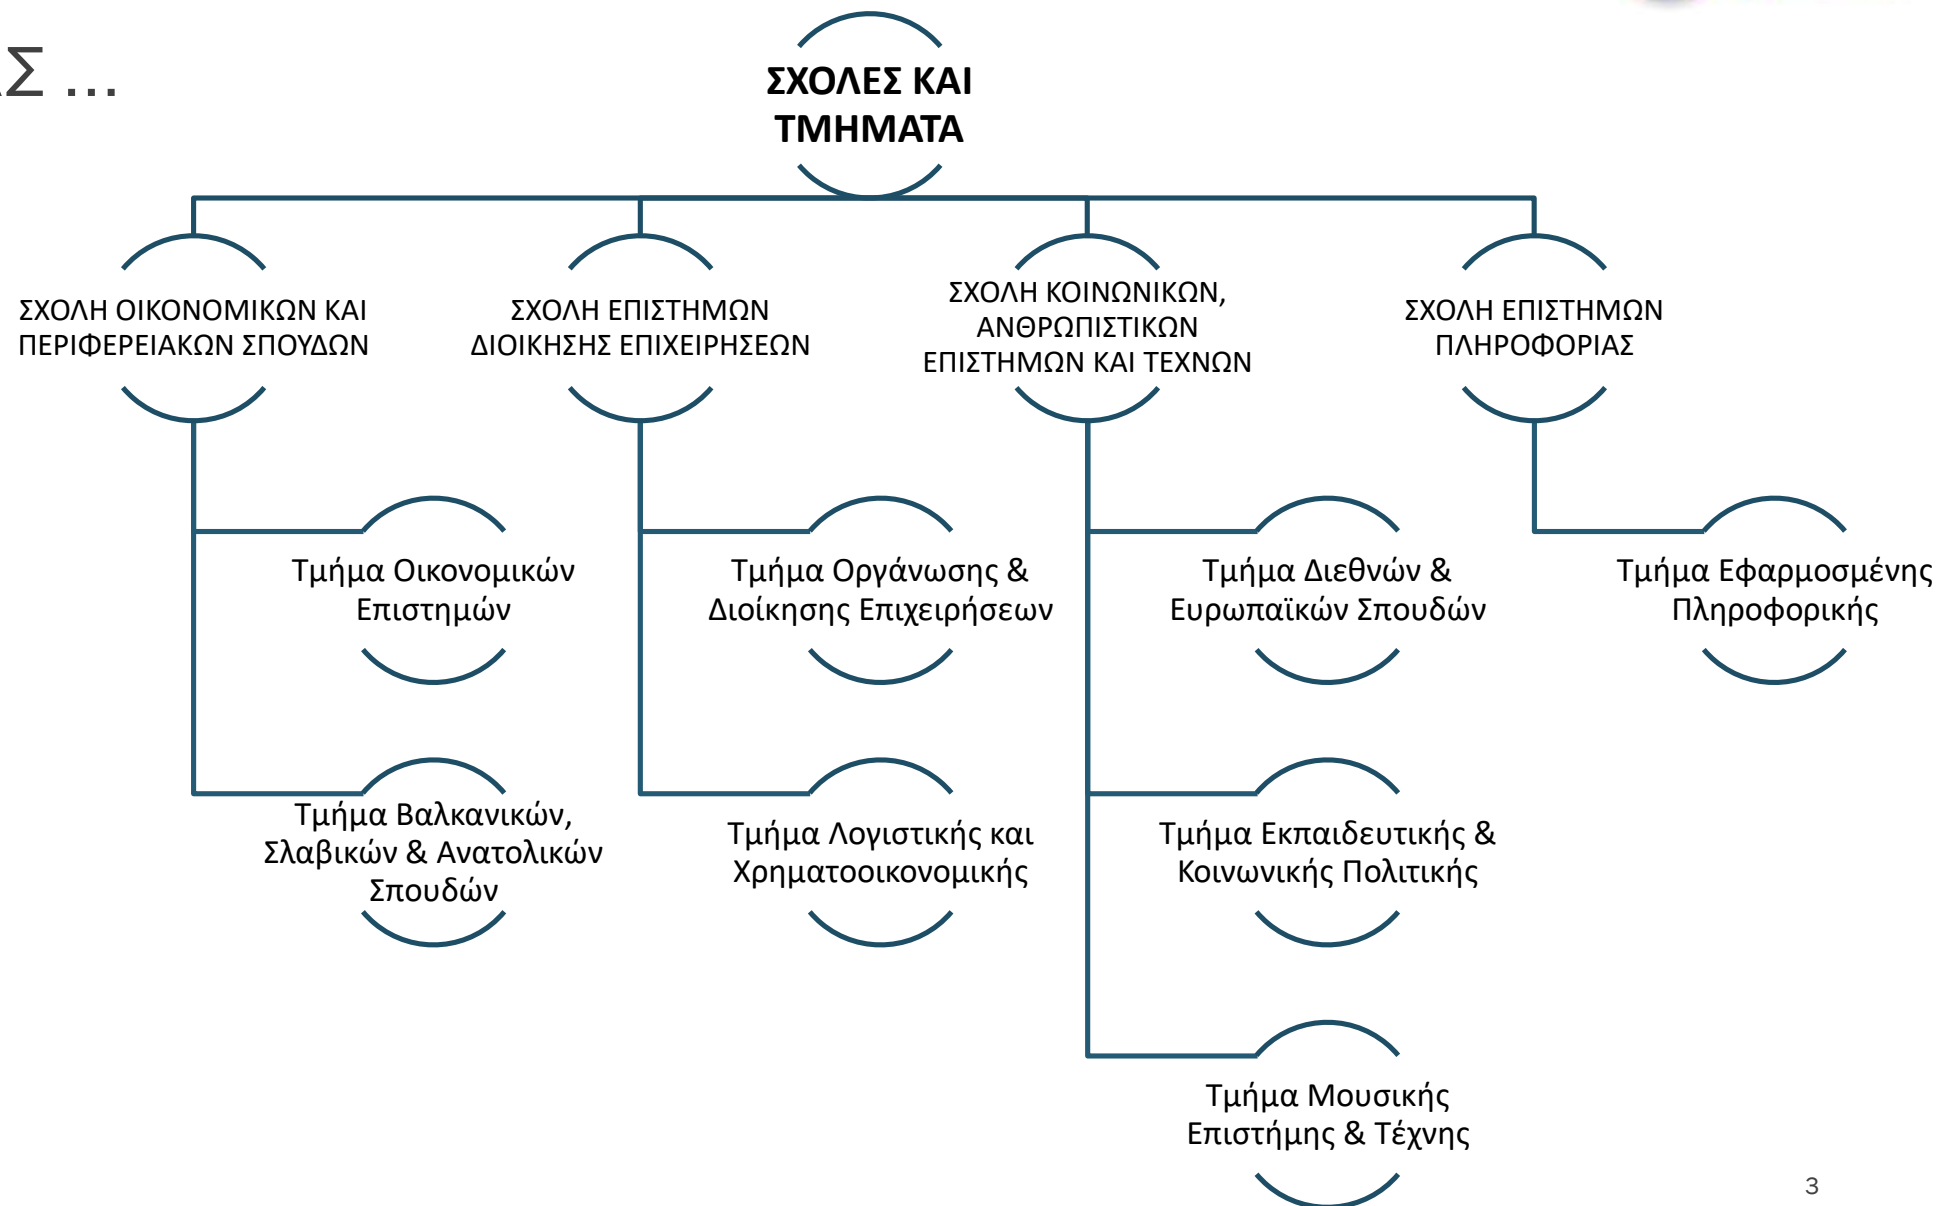 ΑΣ ...
ΣΧΟΛΕΣ ΚΑΙ
ΤΜΗΜΑΤΑ
ΣΧΟΛΗ ΟΙΚΟΝΟΜΙΚΩΝ ΚΑΙ
ΠΕΡΙΦΕΡΕΙΑΚΩΝ ΣΠΟΥΔΩΝ
ΣΧΟΛΗ ΕΠΙΣΤΗΜΩΝ
ΔΙΟΙΚΗΣΗΣ ΕΠΙΧΕΙΡΗΣΕΩΝ
ΣΧΟΛΗ ΚΟΙΝΩΝΙΚΩΝ,
ΑΝΘΡΩΠΙΣΤΙΚΩΝ
ΕΠΙΣΤΗΜΩΝ ΚΑΙ ΤΕΧΝΩΝ
ΣΧΟΛΗ ΕΠΙΣΤΗΜΩΝ
ΠΛΗΡΟΦΟΡΙΑΣ
Τμήμα Οικονομικών
Επιστημών
Τμήμα Οργάνωσης &
Διοίκησης Επιχειρήσεων
Τμήμα Διεθνών &
Ευρωπαϊκών Σπουδών
Τμήμα Εφαρμοσμένης
Πληροφορικής
Τμήμα Βαλκανικών,
Σλαβικών & Ανατολικών
Σπουδών
Τμήμα Λογιστικής και
Χρηματοοικονομικής
Τμήμα Εκπαιδευτικής &
Κοινωνικής Πολιτικής
Τμήμα Μουσικής
Επιστήμης & Τέχνης
3